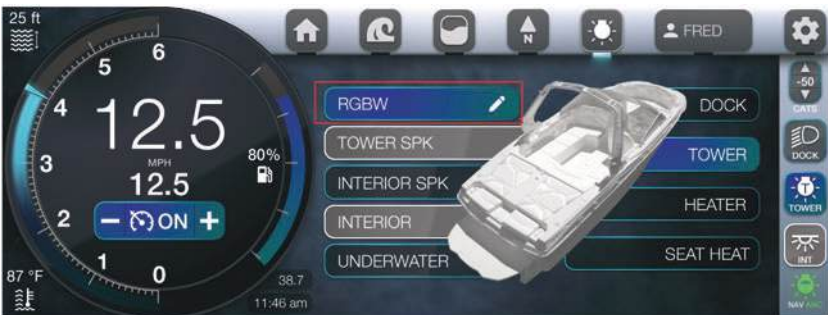 25 ft
6
5
4
3
2
1
0
12.5
MPH
12.5
− ON +
80%
87 °F
38.7
11:46 am
N
FRED
RGBW
TOWER SPK
INTERIOR SPK
INTERIOR
UNDERWATER
DOCK
TOWER
HEATER
SEAT HEAT
-50
CATS
DOCK
T
TOWER
INT
NAV ANC